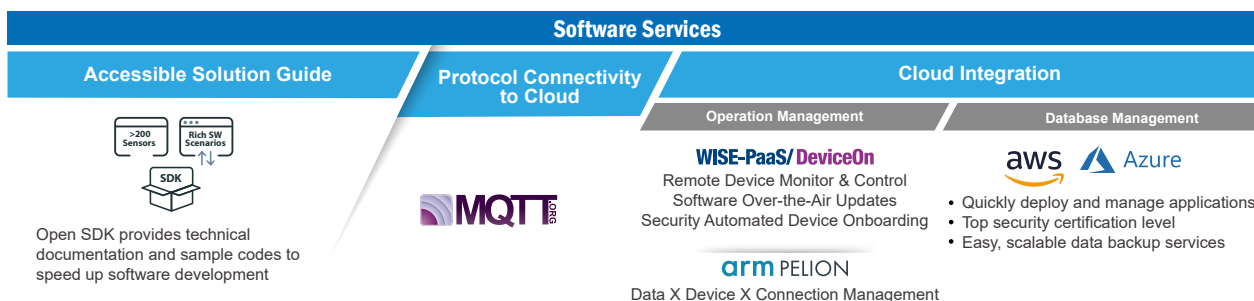 Software Services
Accessible Solution Guide
>200
Sensors
Rich SW
Scenarios
SDK
Open SDK provides technical
documentation and sample codes to
speed up software development
Protocol Connectivity
to Cloud
MQTT.ORG
Cloud Integration
Operation Management
WISE-PaaS/DeviceOn
Remote Device Monitor & Control
Software Over-the-Air Updates
Security Automated Device Onboarding
arm PELION
Data X Device X Connection Management
Database Management
aws
Azure
• Quickly deploy and manage applications
• Top security certification level
• Easy, scalable data backup services